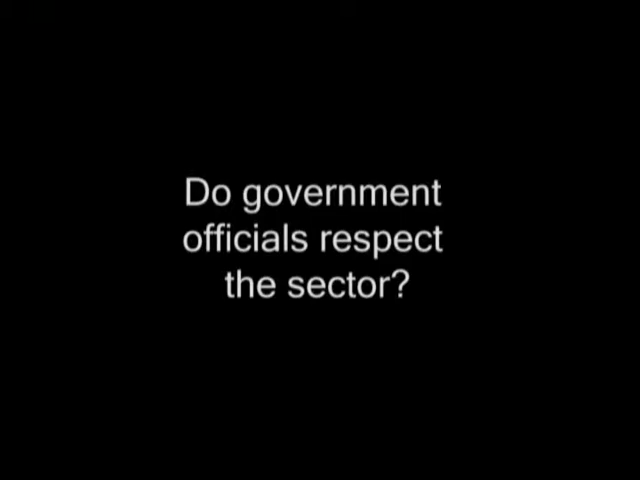 Do government
officials respect
the sector?